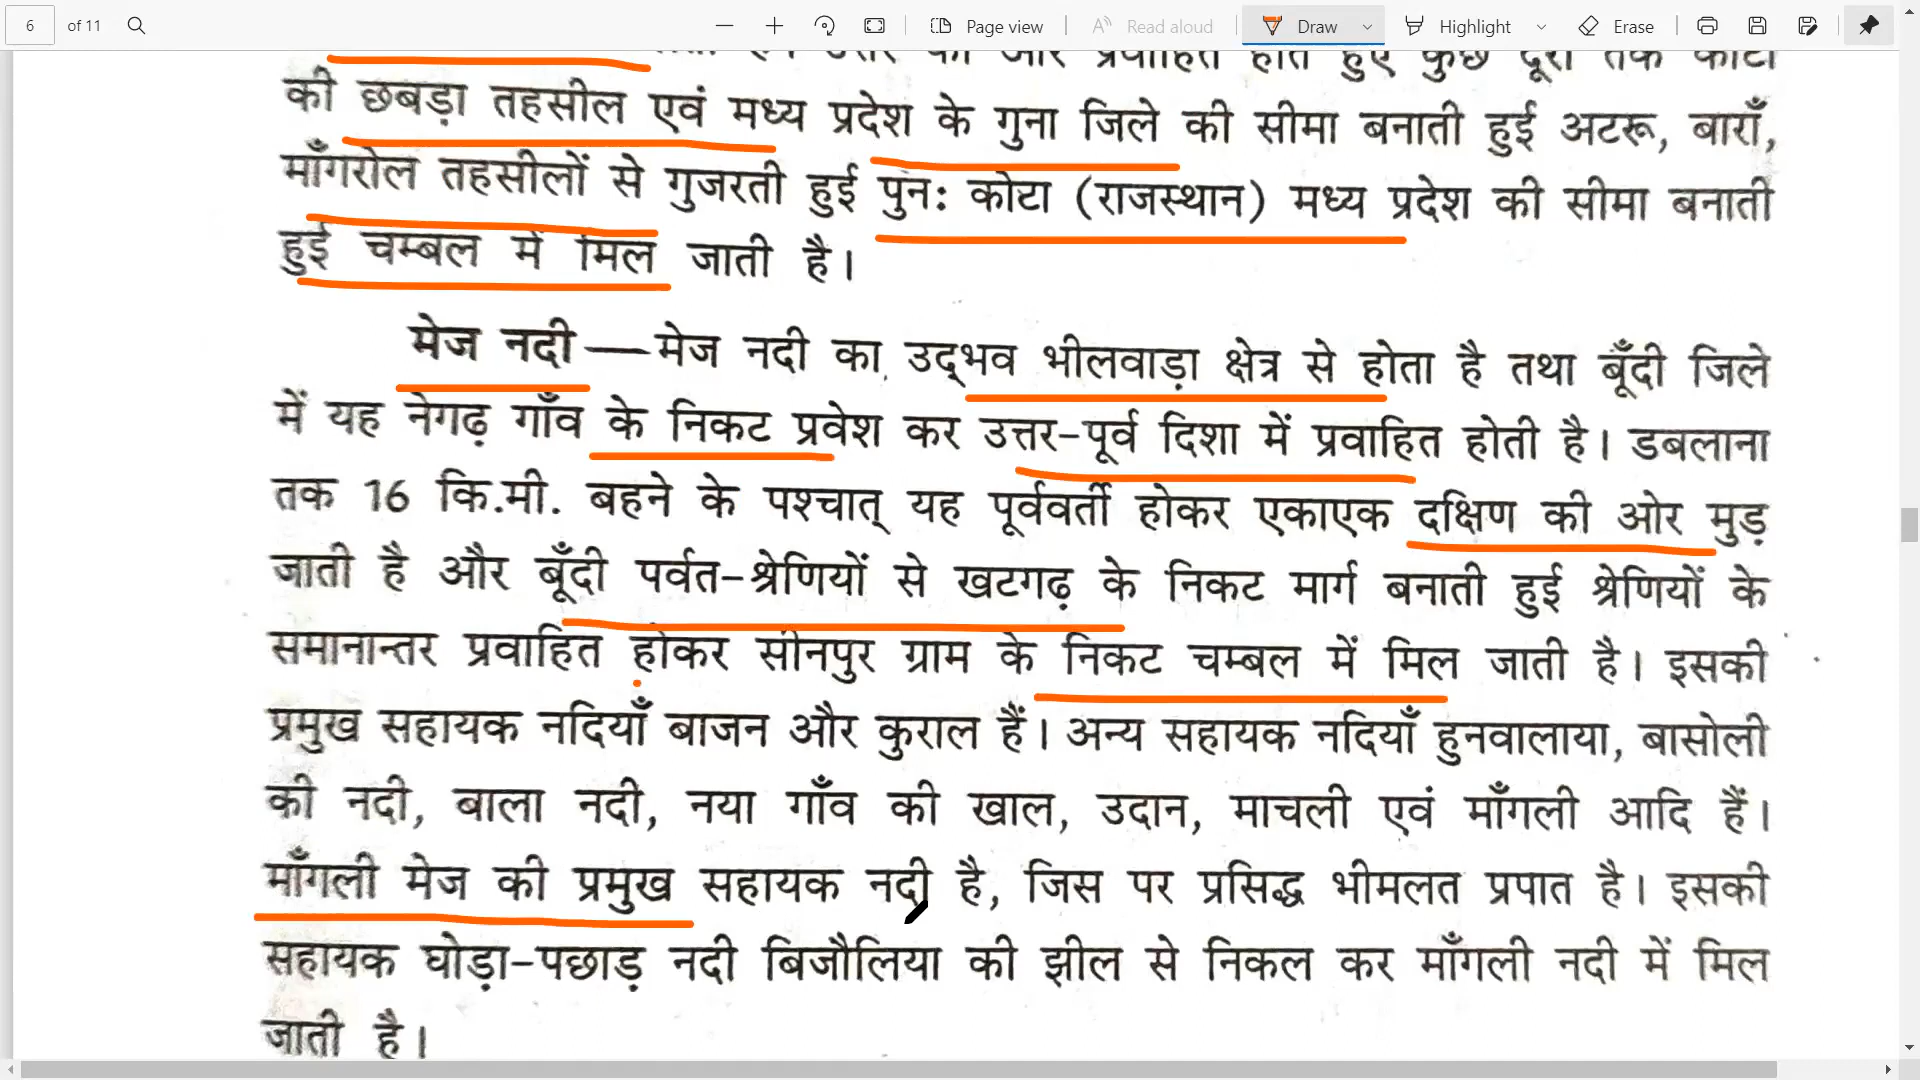 6 of 11 Page view Read aloud Draw Highlight Erase
प्रवाहित होते हुए कुछ दूरी तक कोटा
की छबड़ा तहसील एवं मध्य प्रदेश के गुना जिले की सीमा बनाती हुई अटरू, बाराँ,
माँगरोल तहसीलों से गुजरती हुई पुनः कोटा (राजस्थान) मध्य प्रदेश की सीमा बनाती
हुई चम्बल में मिल जाती है।
मेज नदी—मेज नदी का उद्भव भीलवाड़ा क्षेत्र से होता है तथा बूँदी जिले
में यह नेगढ़ गाँव के निकट प्रवेश कर उत्तर-पूर्व दिशा में प्रवाहित होती है। डबलाना
तक 16 कि.मी. बहने के पश्चात् यह पूर्ववर्ती होकर एकाएक दक्षिण की ओर मुड़
जाती है और बूँदी पर्वत-श्रेणियों से खटगढ़ के निकट मार्ग बनाती हुई श्रेणियों के
समानान्तर प्रवाहित होकर सीनपुर ग्राम के निकट चम्बल में मिल जाती है। इसकी
प्रमुख सहायक नदियाँ बाजन और कुराल हैं। अन्य सहायक नदियाँ हुनवालाया, बासोली
की नदी, बाला नदी, नया गाँव की खाल, उदान, माचली एवं माँगली आदि हैं।
माँगली मेज की प्रमुख सहायक नदी है, जिस पर प्रसिद्ध भीमलत प्रपात है। इसकी
सहायक घोड़ा-पछाड़ नदी बिजौलिया की झील से निकल कर माँगली नदी में मिल
जाती है।